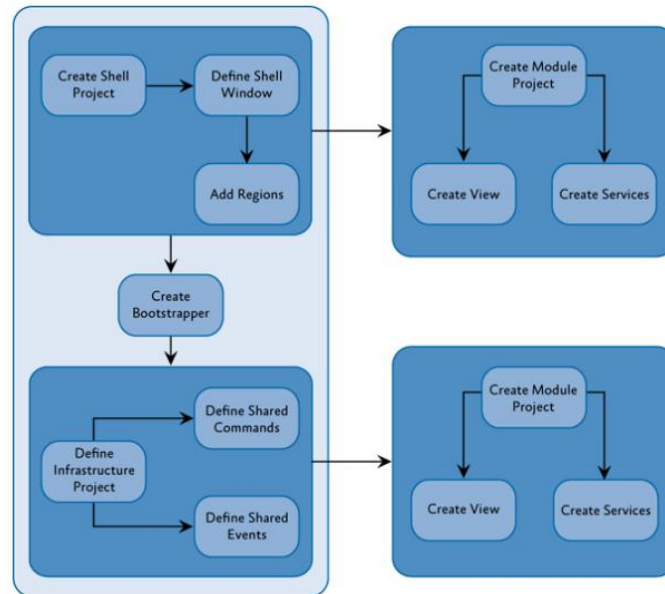 Create Shell
Project
Define Shell
Window
Add Regions
Create Module
Project
Create View
Create Services
Create
Bootstrapper
Define Shared
Commands
Define
Infrastructure
Project
Define Shared
Events
Create Module
Project
Create View
Create Services